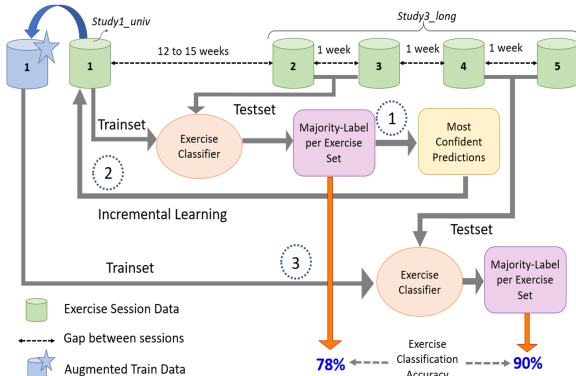 Study1_univ
Study3_long
12 to 15 weeks
1 week
1 week
1 week
1
1
2
3
4
5
Trainset
Testset
Exercise
Classifier
Majority-Label
per Exercise
Set
1
Most
Confident
Predictions
2
Incremental Learning
Testset
Trainset
3
Exercise
Classifier
Majority-Label
per Exercise
Set
Exercise Session Data
Gap between sessions
Augmented Train Data
78%
Exercise
Classification
Accuracy
90%